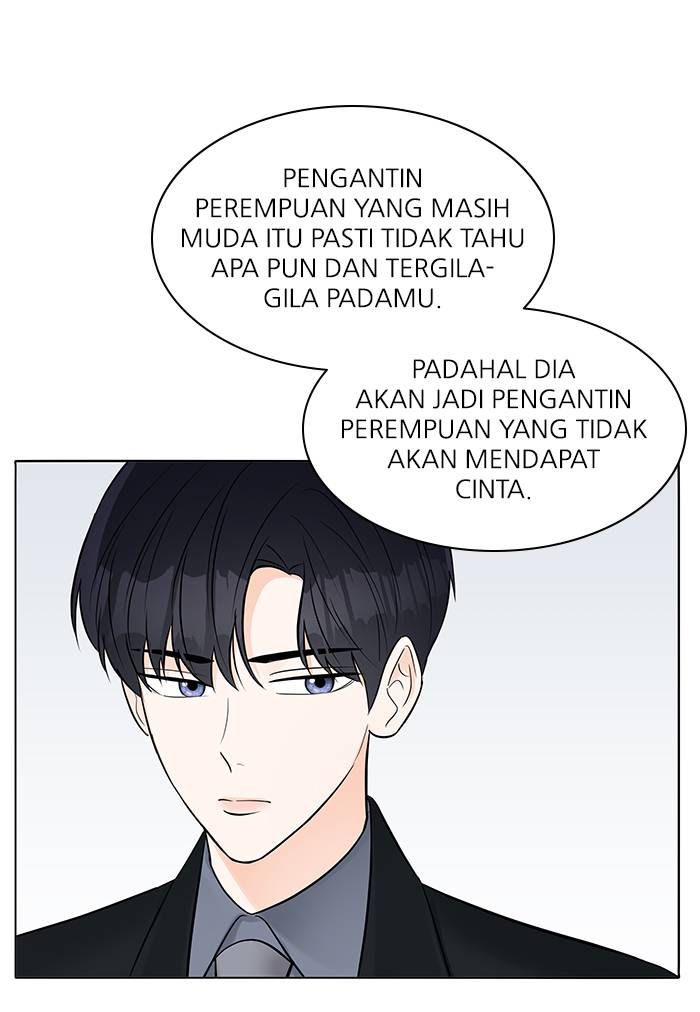 PENGANTIN
PEREMPUAN YANG MASIH
MUDA ITU PASTI TIDAK TAHU
APA PUN DAN TERGILA-
GILA PADAMU.
PADAHAL DIA
AKAN JADI PENGANTIN
PEREMPUAN YANG TIDAK
AKAN MENDAPAT
CINTA.